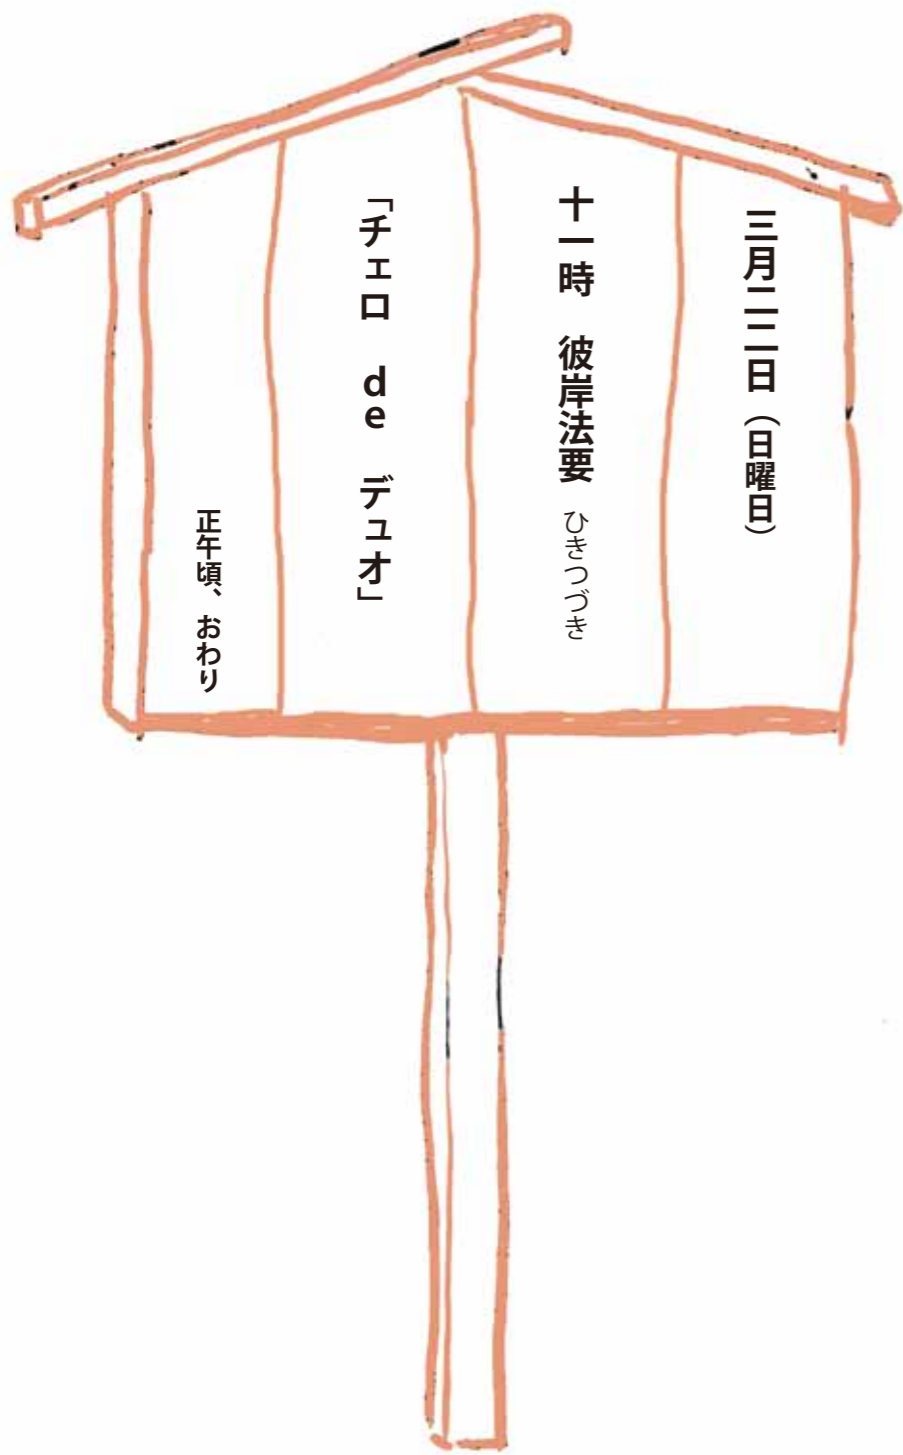 三月二二日（日曜日）
十一時　彼岸法要　ひきつづき
「チェロ　de　デュオ」
正午頃、おわり